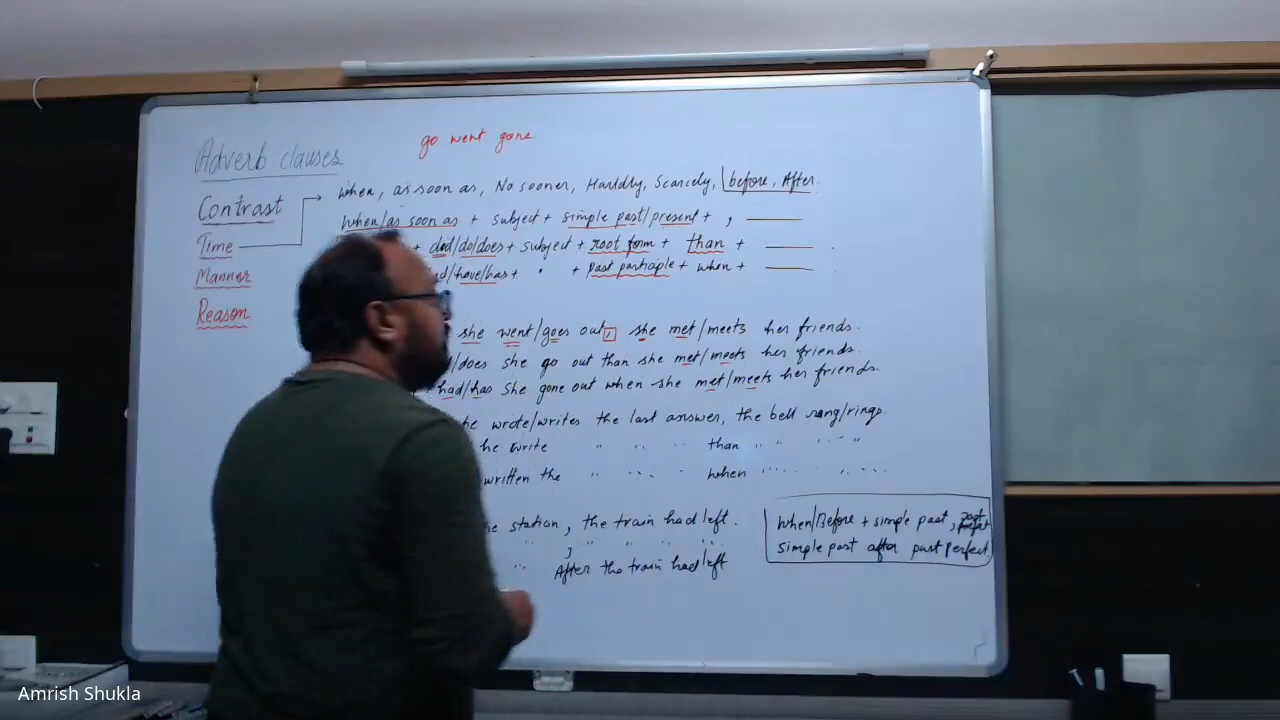 go went gone
Adverb clauses
When, as soon as, No sooner, Harldly, Scarcely, before, After.
Contrast
When/as soon as + subject + simple past/present + , ———
Time
+ did/do/does + subject + root form + than + ———
Manner
/have/has + " + Past participle + when + ———
Reason
she went/goes out, she met/meets her friends.
/does she go out than she met/meets her friends.
had/has she gone out when she met/meets her friends.
he wrote/writes the last answer, the bell rang/rings.
he write " " " than " " " " "
written the " " " when " " " "
station, the train had left.
" " " " "
, After the train had left
When/Before + simple past, past perfect
simple past after past perfect.
Amrish Shukla